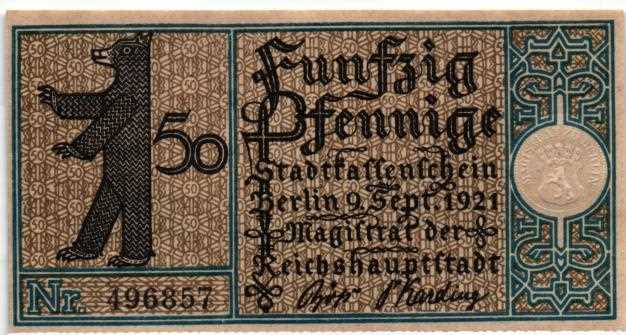 50
Funfzig
Pfennige
Stadtkassenschein
Berlin 9. Sept. 1921
Magistrat der
Reichshauptstadt
Nr. 496857